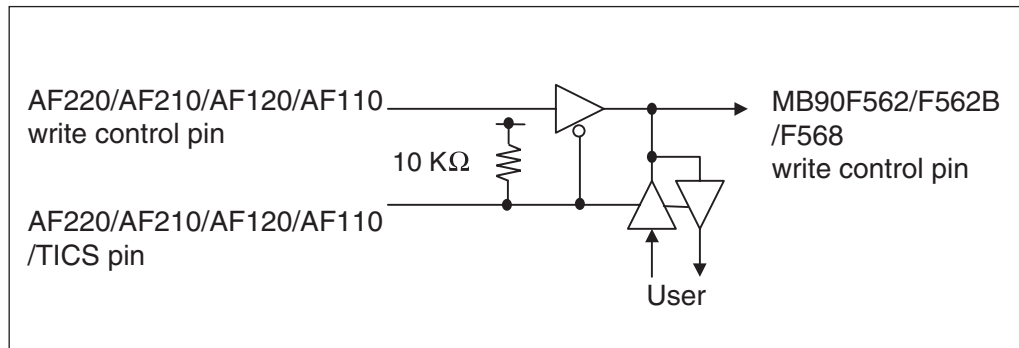 AF220/AF210/AF120/AF110
write control pin
MB90F562/F562B
/F568
write control pin
10 KΩ
AF220/AF210/AF120/AF110
/TICS pin
User